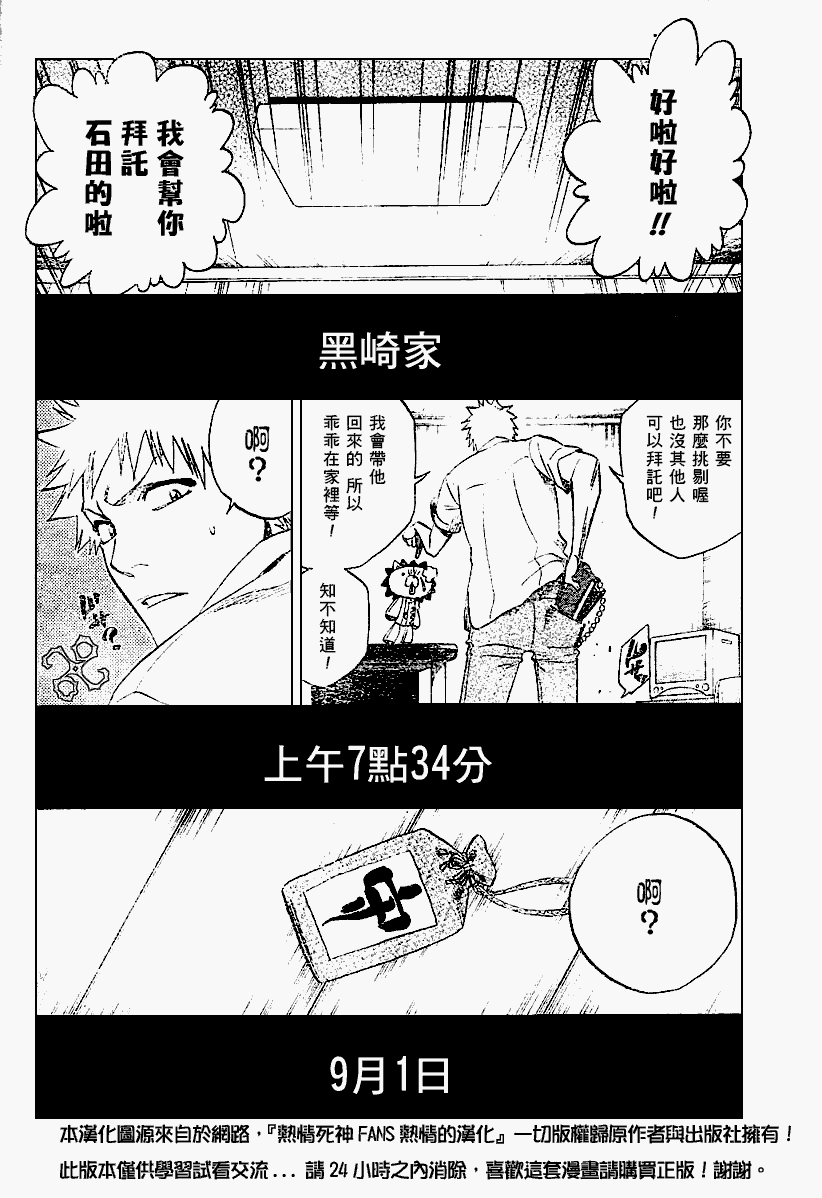 好啦好啦!!
我會幫你
拜託
石田的啦
黑崎家
你不要
那麼挑剔喔
也沒其他人
可以拜託吧！
我會帶他
回來的 所以
乖乖在家裡等！
知不知道！
啊？
上午7點34分
啊？
9月1日
本漢化圖源來自於網路，『熱情死神 FANS 熱情的漢化』一切版權歸原作者與出版社擁有！
此版本僅供學習試看交流... 請 24 小時之內消除，喜歡這套漫畫請購買正版！謝謝。